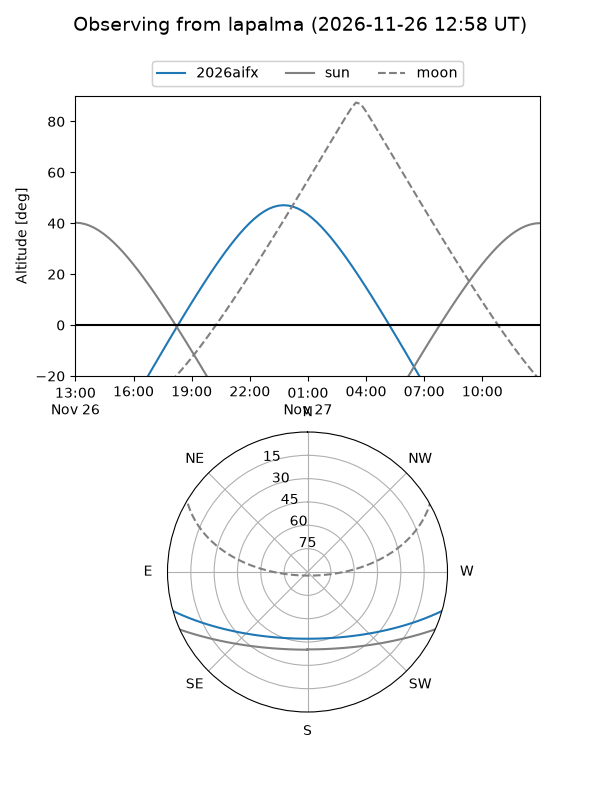 Observing from lapalma (2026-11-26 12:58 UT)
2026aifx sun moon
Altitude [deg]
80
60
40
20
0
−20
13:00 16:00 19:00 22:00 01:00 04:00 07:00 10:00
Nov 26 Nov 27
N
NE NW
15
30
45
60
75
E W
SE SW
S